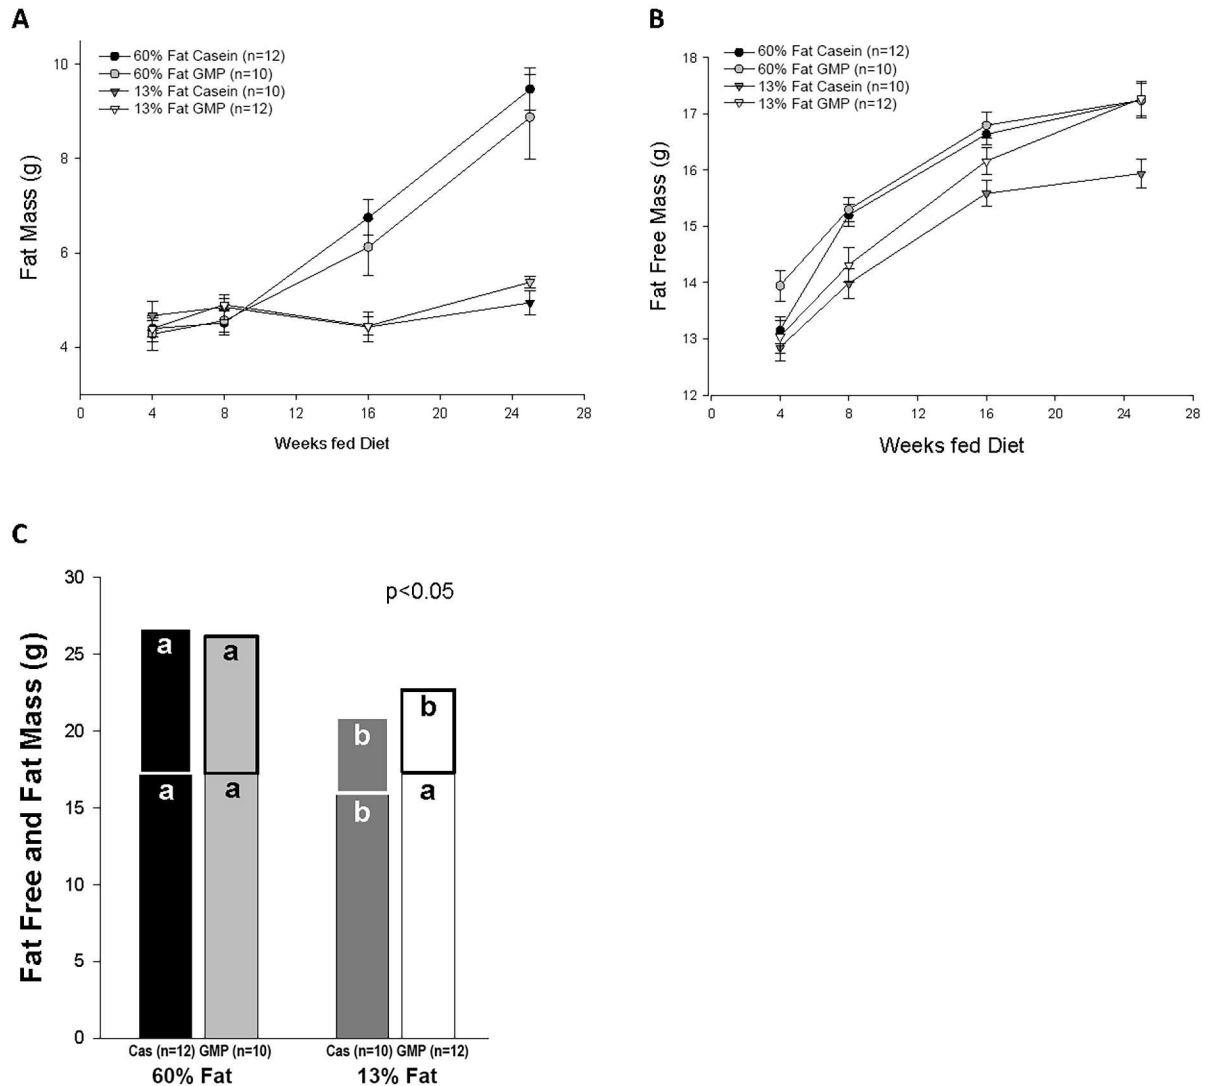 A
60% Fat Casein (n=12)
60% Fat GMP (n=10)
13% Fat Casein (n=10)
13% Fat GMP (n=12)
Fat Mass (g)
10
8
6
4
0 4 8 12 16 20 24 28
Weeks fed Diet
B
60% Fat Casein (n=12)
60% Fat GMP (n=10)
13% Fat Casein (n=10)
13% Fat GMP (n=12)
Fat Free Mass (g)
18
17
16
15
14
13
12
0 4 8 12 16 20 24 28
Weeks fed Diet
C
Fat Free and Fat Mass (g)
30
25
20
15
10
5
0
p<0.05
a a b b
a a b a
Cas (n=12) GMP (n=10) Cas (n=10) GMP (n=12)
60% Fat 13% Fat